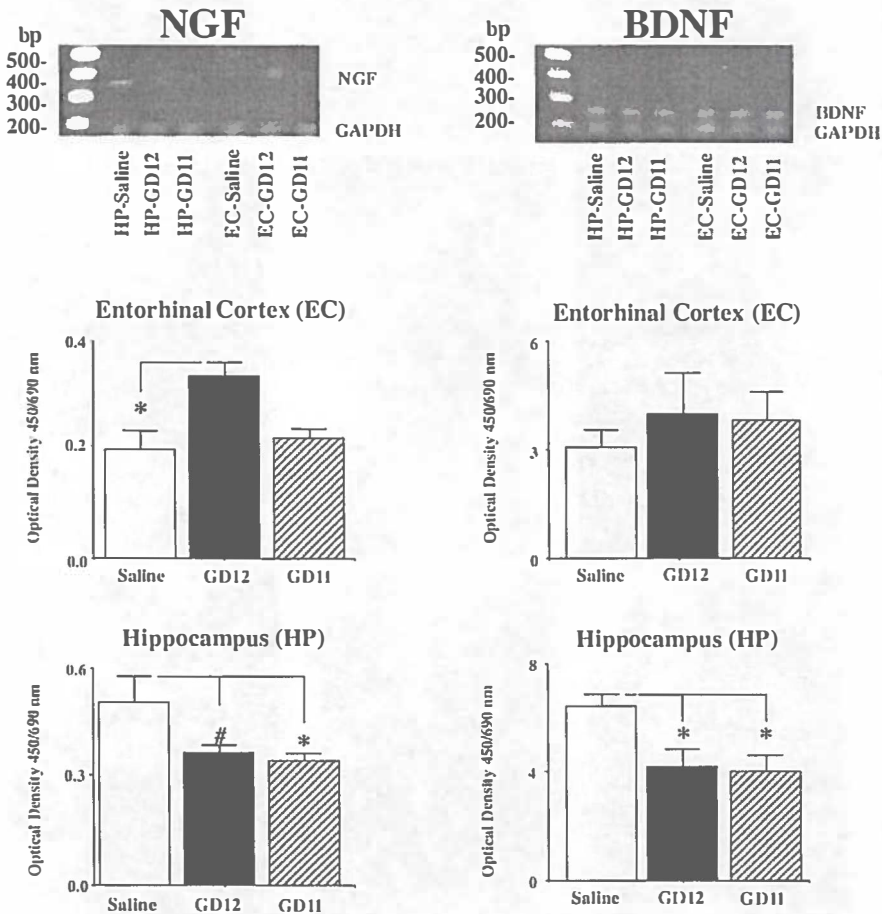 NGF
bp
500-
400-
300-
200-
NGF
GAPDH
HP-Saline
HP-GD12
HP-GD11
EC-Saline
EC-GD12
EC-GD11
BDNF
bp
500-
400-
300-
200-
BDNF
GAPDH
HP-Saline
HP-GD12
HP-GD11
EC-Saline
EC-GD12
EC-GD11
Entorhinal Cortex (EC)
Optical Density 450/690 nm
0.4
0.2
0.0
*
Saline GD12 GD11
Entorhinal Cortex (EC)
Optical Density 450/690 nm
6
3
0
Saline GD12 GD11
Hippocampus (HP)
Optical Density 450/690 nm
0.6
0.3
0.0
# *
Saline GD12 GD11
Hippocampus (HP)
Optical Density 450/690 nm
8
4
0
* *
Saline GD12 GD11